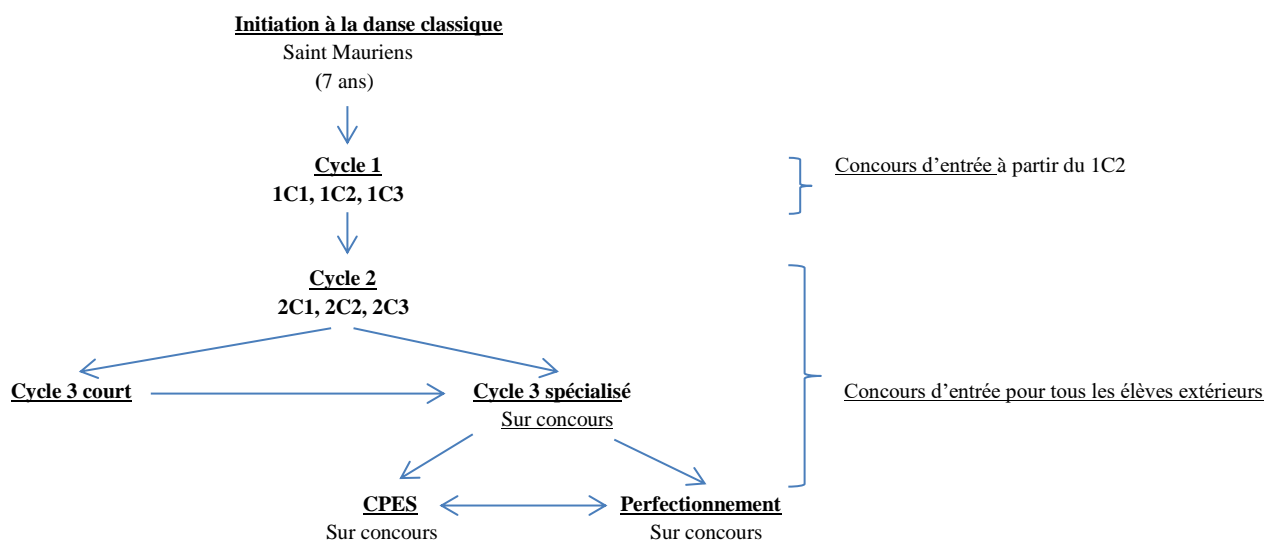 Initiation à la danse classique
Saint Mauriens
(7 ans)
Cycle 1
1C1, 1C2, 1C3
Concours d'entrée à partir du 1C2
Cycle 2
2C1, 2C2, 2C3
Cycle 3 court
Cycle 3 spécialisé
Sur concours
Concours d'entrée pour tous les élèves extérieurs
CPES
Sur concours
Perfectionnement
Sur concours